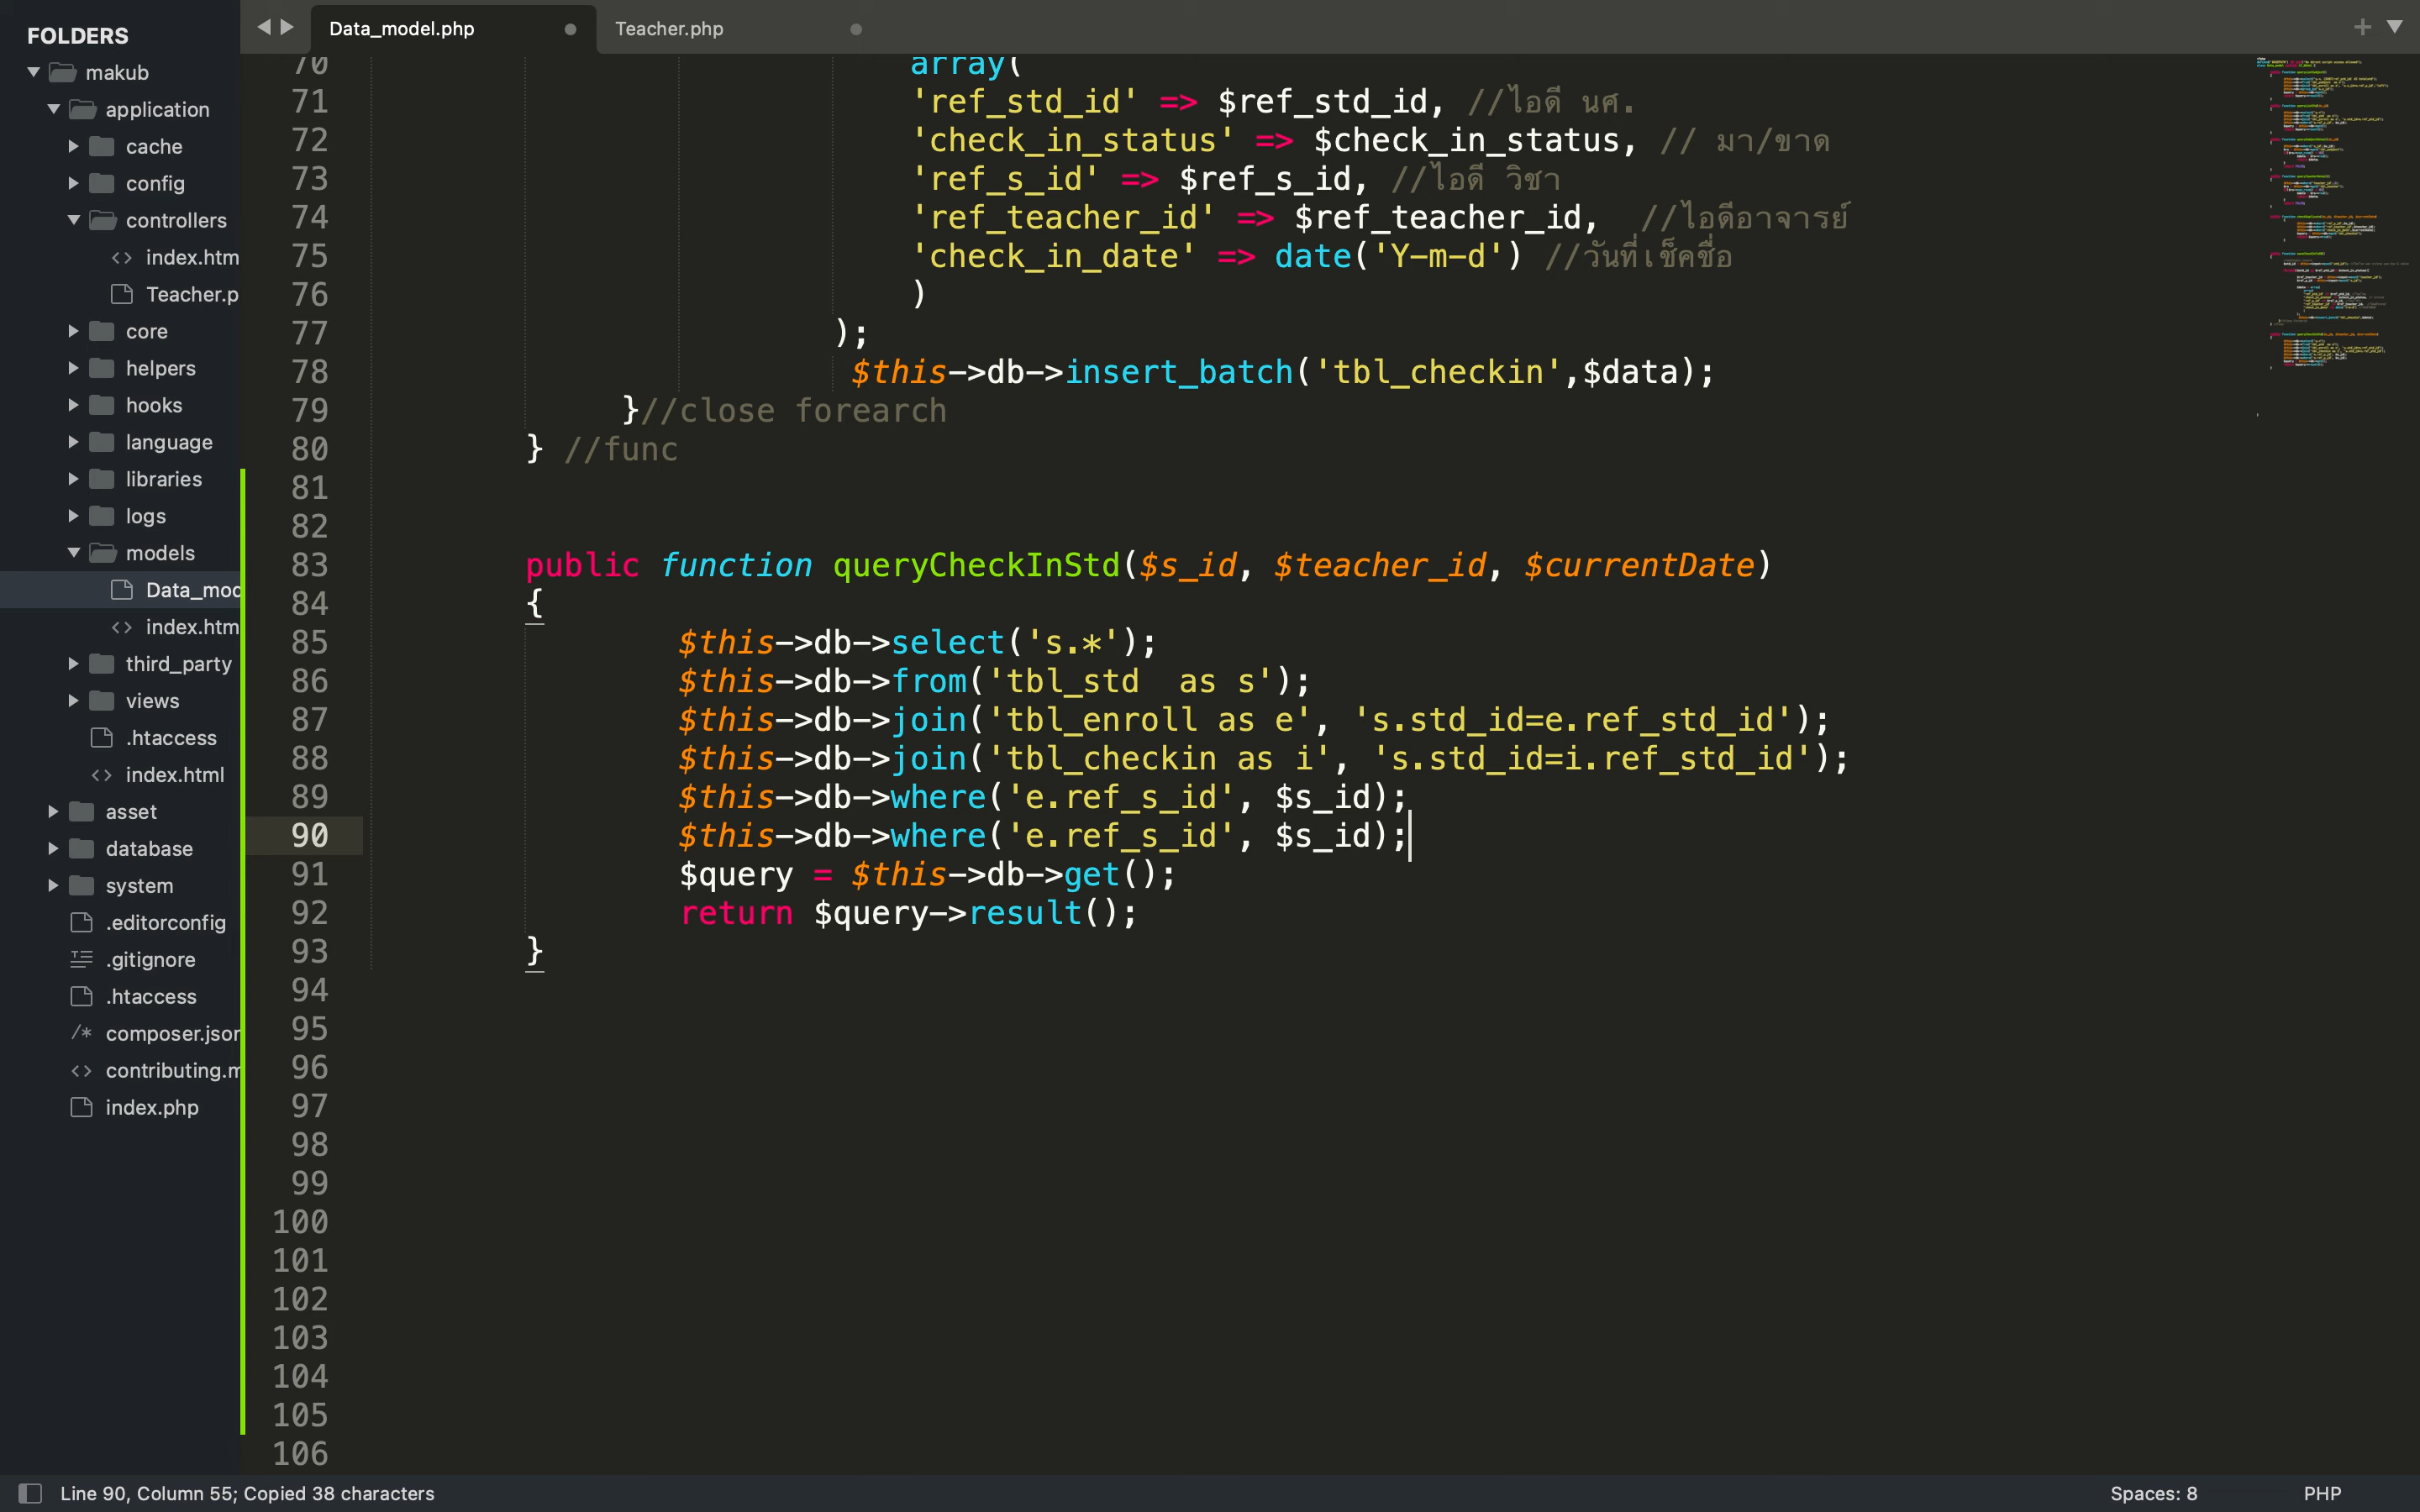 FOLDERS
makub
application
cache
config
controllers
index.htm
Teacher.p
core
helpers
hooks
language
libraries
logs
models
Data_mod
index.htm
third_party
views
.htaccess
index.html
asset
database
system
.editorconfig
.gitignore
.htaccess
composer.json
contributing.m
index.php
Data_model.php
Teacher.php
70 array(
71 'ref_std_id' => $ref_std_id, //ไอดี นศ.
72 'check_in_status' => $check_in_status, // มา/ขาด
73 'ref_s_id' => $ref_s_id, //ไอดี วิชา
74 'ref_teacher_id' => $ref_teacher_id, //ไอดีอาจารย์
75 'check_in_date' => date('Y-m-d') //วันที่เช็คชื่อ
76 )
77 );
78 $this->db->insert_batch('tbl_checkin',$data);
79 }//close forearch
80 } //func
81
82
83 public function queryCheckInStd($s_id, $teacher_id, $currentDate)
84 {
85 $this->db->select('s.*');
86 $this->db->from('tbl_std  as s');
87 $this->db->join('tbl_enroll as e', 's.std_id=e.ref_std_id');
88 $this->db->join('tbl_checkin as i', 's.std_id=i.ref_std_id');
89 $this->db->where('e.ref_s_id', $s_id);
90 $this->db->where('e.ref_s_id', $s_id);
91 $query = $this->db->get();
92 return $query->result();
93 }
94
95
96
97
98
99
100
101
102
103
104
105
106
Line 90, Column 55; Copied 38 characters
Spaces: 8
PHP